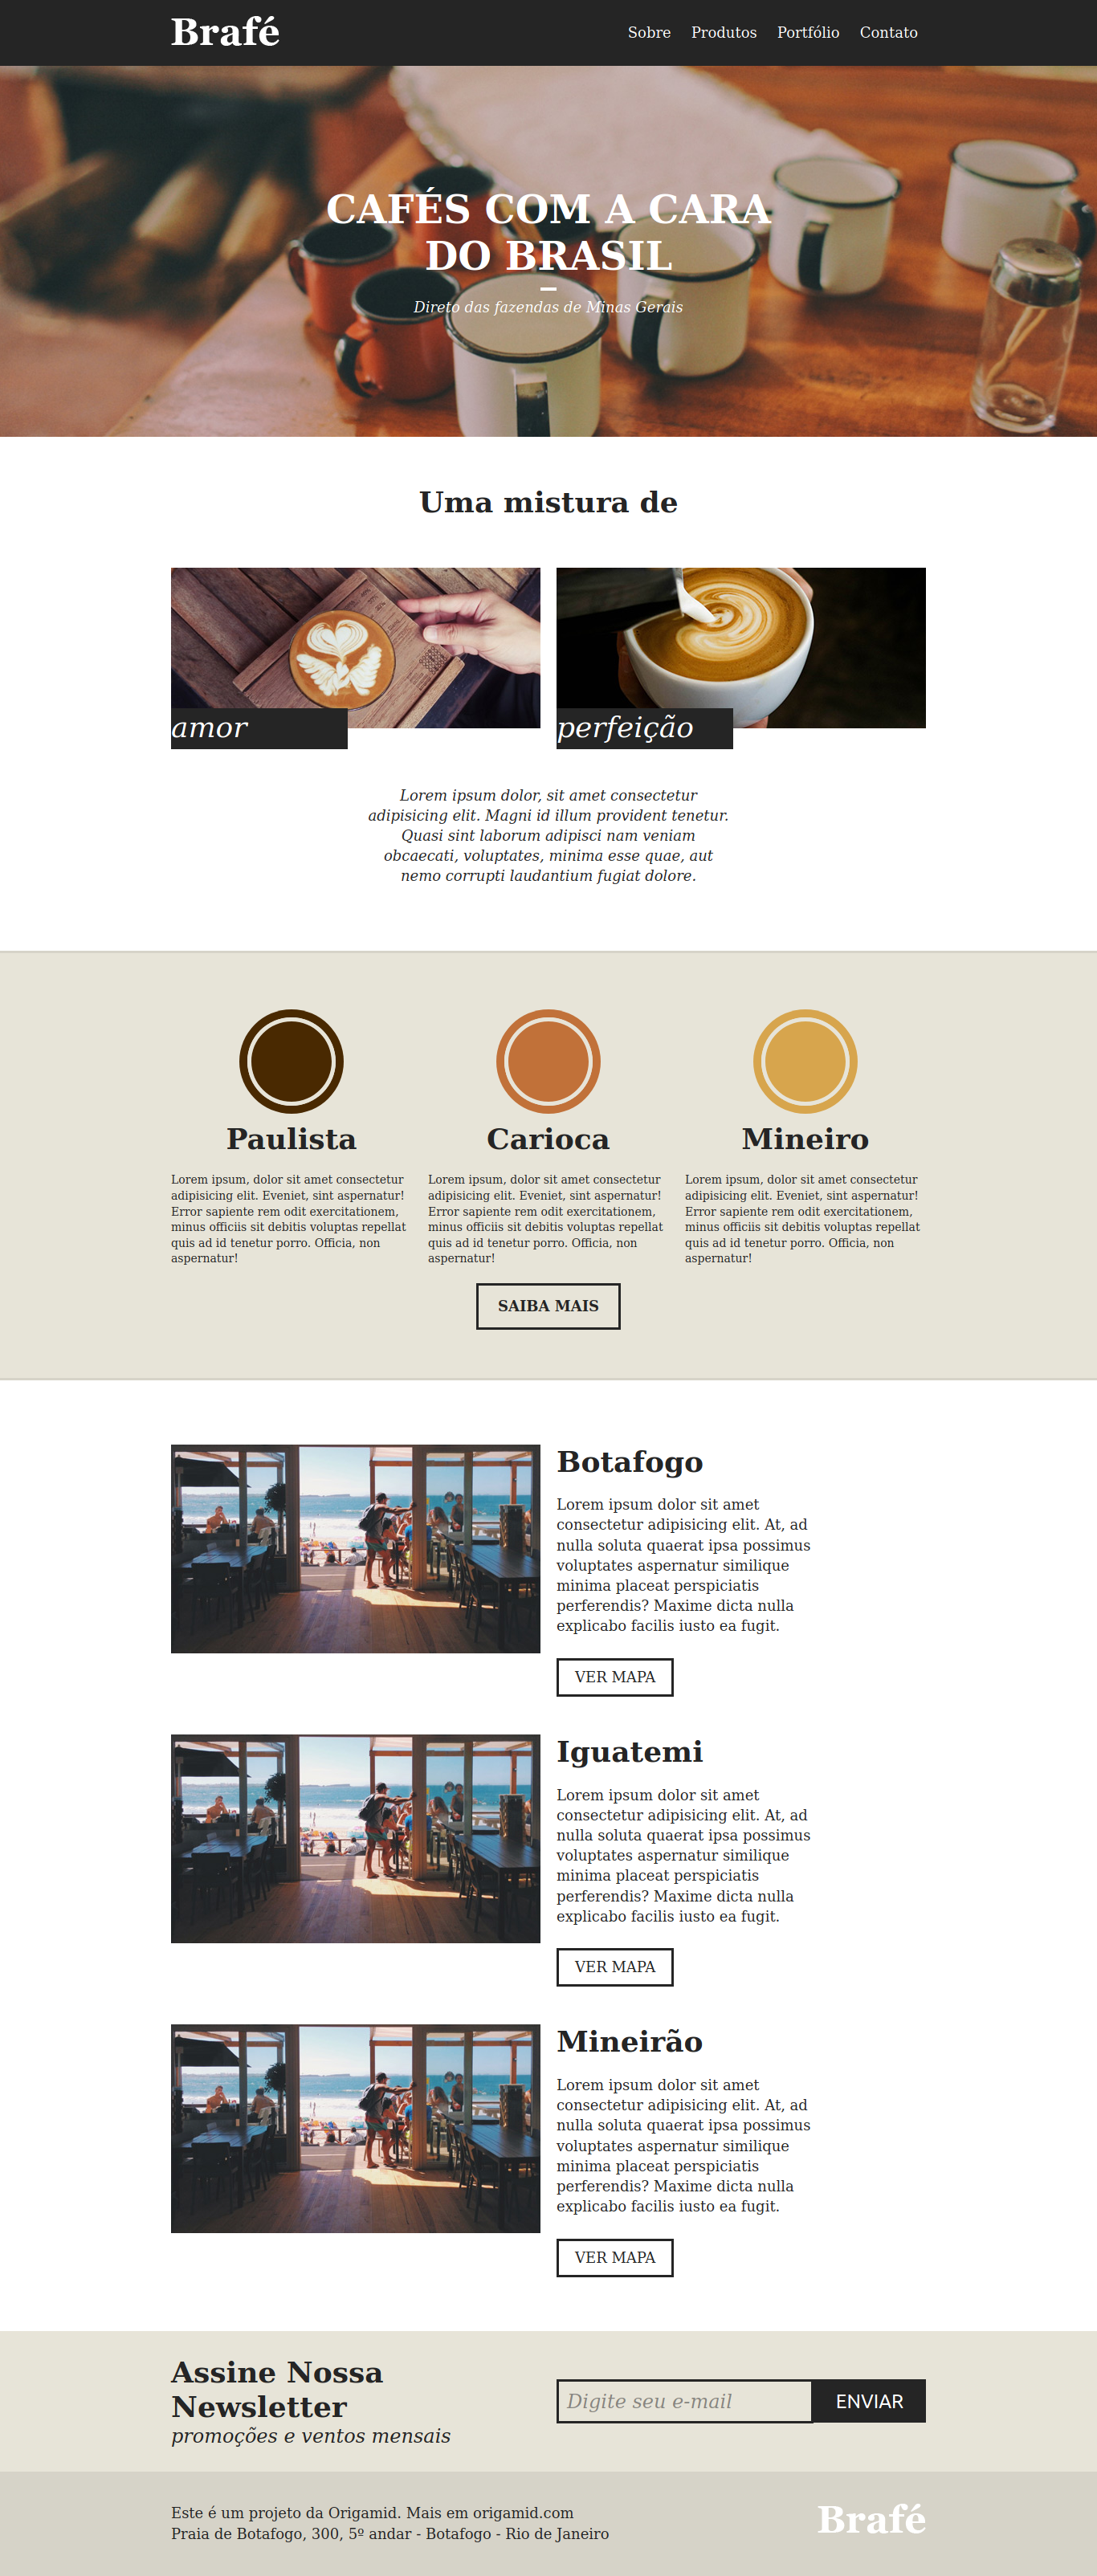 Brafé
Sobre Produtos Portfólio Contato
CAFÉS COM A CARA
DO BRASIL
Direto das fazendas de Minas Gerais
Uma mistura de
amor
perfeição
Lorem ipsum dolor, sit amet consectetur
adipisicing elit. Magni id illum provident tenetur.
Quasi sint laborum adipisci nam veniam
obcaecati, voluptates, minima esse quae, aut
nemo corrupti laudantium fugiat dolore.
Paulista
Lorem ipsum, dolor sit amet consectetur
adipisicing elit. Eveniet, sint aspernatur!
Error sapiente rem odit exercitationem,
minus officiis sit debitis voluptas repellat
quis ad id tenetur porro. Officia, non
aspernatur!
Carioca
Lorem ipsum, dolor sit amet consectetur
adipisicing elit. Eveniet, sint aspernatur!
Error sapiente rem odit exercitationem,
minus officiis sit debitis voluptas repellat
quis ad id tenetur porro. Officia, non
aspernatur!
Mineiro
Lorem ipsum, dolor sit amet consectetur
adipisicing elit. Eveniet, sint aspernatur!
Error sapiente rem odit exercitationem,
minus officiis sit debitis voluptas repellat
quis ad id tenetur porro. Officia, non
aspernatur!
SAIBA MAIS
Botafogo
Lorem ipsum dolor sit amet
consectetur adipisicing elit. At, ad
nulla soluta quaerat ipsa possimus
voluptates aspernatur similique
minima placeat perspiciatis
perferendis? Maxime dicta nulla
explicabo facilis iusto ea fugit.
VER MAPA
Iguatemi
Lorem ipsum dolor sit amet
consectetur adipisicing elit. At, ad
nulla soluta quaerat ipsa possimus
voluptates aspernatur similique
minima placeat perspiciatis
perferendis? Maxime dicta nulla
explicabo facilis iusto ea fugit.
VER MAPA
Mineirão
Lorem ipsum dolor sit amet
consectetur adipisicing elit. At, ad
nulla soluta quaerat ipsa possimus
voluptates aspernatur similique
minima placeat perspiciatis
perferendis? Maxime dicta nulla
explicabo facilis iusto ea fugit.
VER MAPA
Assine Nossa
Newsletter
promoções e ventos mensais
Digite seu e-mail
ENVIAR
Este é um projeto da Origamid. Mais em origamid.com
Praia de Botafogo, 300, 5º andar - Botafogo - Rio de Janeiro
Brafé